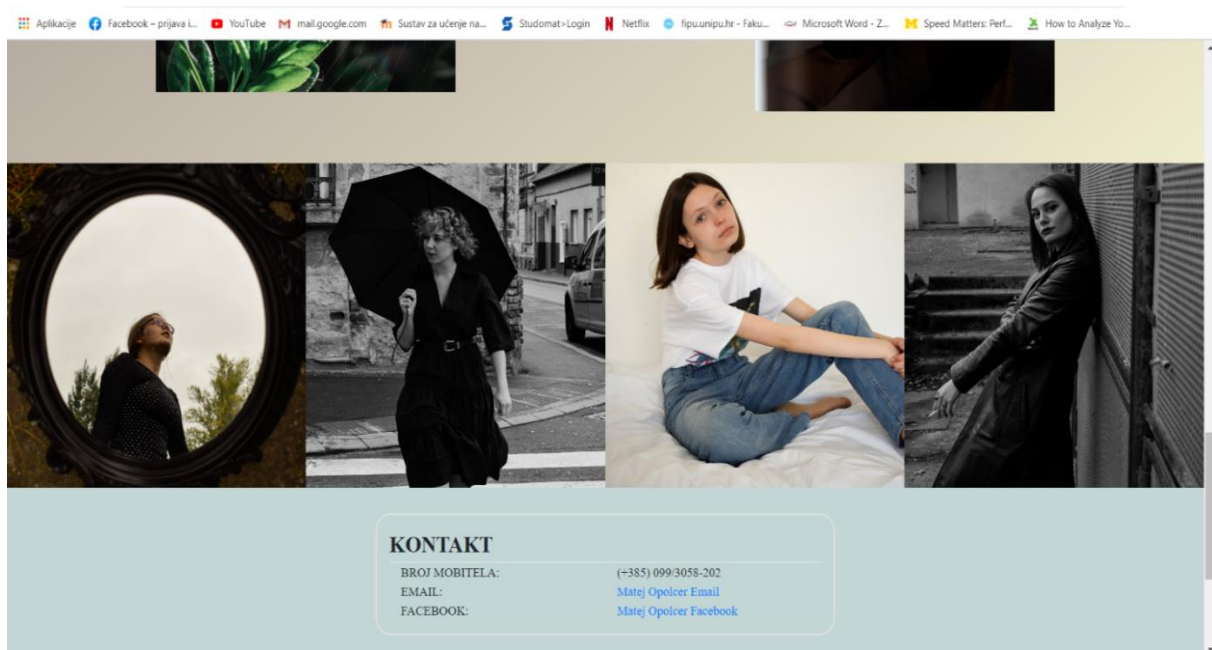 Aplikacije Facebook – prijava i... YouTube mail.google.com Sustav za učenje na... Studomat>Login Netflix fipu.unipu.hr - Faku... Microsoft Word - Z... Speed Matters: Perf... How to Analyze Yo...
KONTAKT
BROJ MOBITELA: (+385) 099/3058-202
EMAIL: Matej Opolcer Email
FACEBOOK: Matej Opolcer Facebook